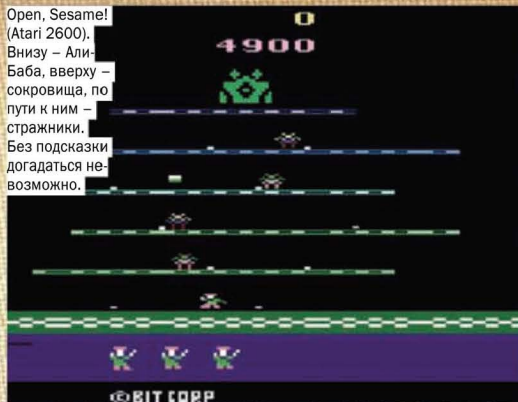 Open, Sesame!
(Atari 2600).
Внизу – Али-
Баба, вверху –
сокровища, по
пути к ним –
стражники.
Без подсказки
догадаться не-
возможно.
0
4900
©BIT CORP